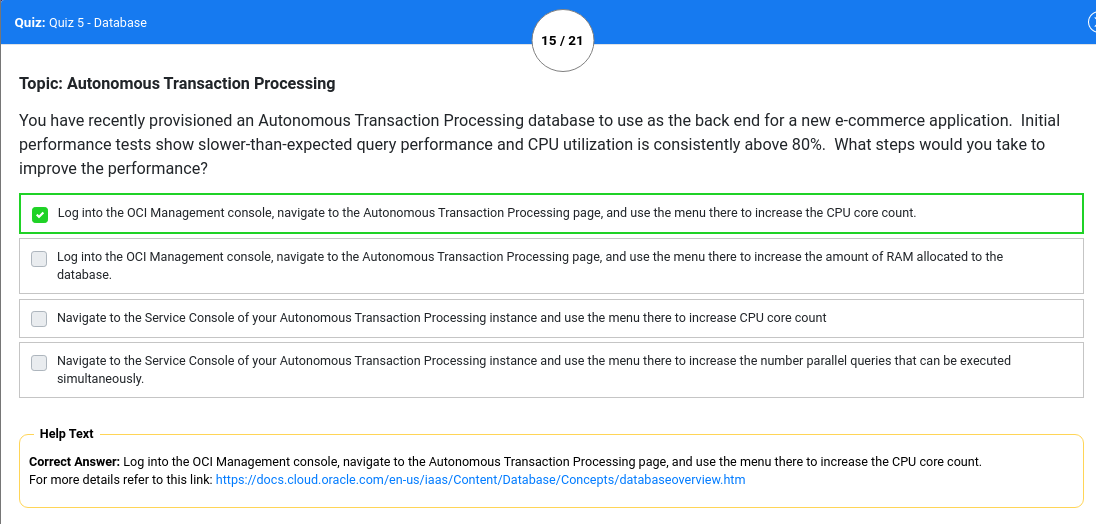 Quiz: Quiz 5 - Database
15 / 21
Topic: Autonomous Transaction Processing
You have recently provisioned an Autonomous Transaction Processing database to use as the back end for a new e-commerce application.  Initial
performance tests show slower-than-expected query performance and CPU utilization is consistently above 80%.  What steps would you take to
improve the performance?
Log into the OCI Management console, navigate to the Autonomous Transaction Processing page, and use the menu there to increase the CPU core count.
Log into the OCI Management console, navigate to the Autonomous Transaction Processing page, and use the menu there to increase the amount of RAM allocated to the
database.
Navigate to the Service Console of your Autonomous Transaction Processing instance and use the menu there to increase CPU core count
Navigate to the Service Console of your Autonomous Transaction Processing instance and use the menu there to increase the number parallel queries that can be executed
simultaneously.
Help Text
Correct Answer: Log into the OCI Management console, navigate to the Autonomous Transaction Processing page, and use the menu there to increase the CPU core count.
For more details refer to this link: https://docs.cloud.oracle.com/en-us/iaas/Content/Database/Concepts/databaseoverview.htm